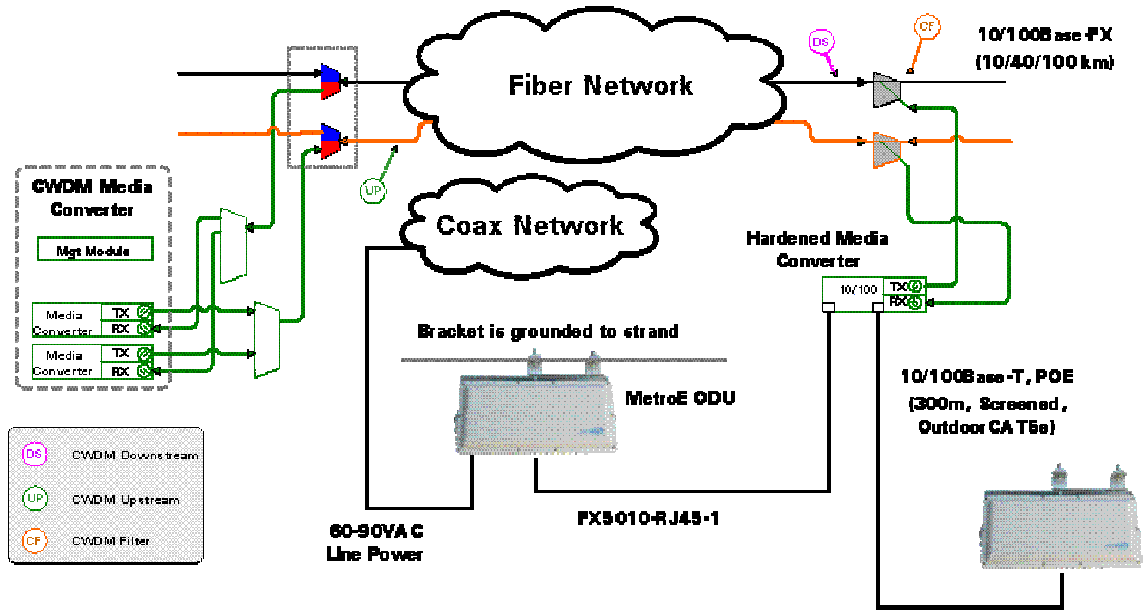 DS
CF
10/100Base-FX
(10/40/100 km)
Fiber Network
UP
CWDM Media
Converter
Mgt Module
Coax Network
Hardened Media
Converter
10/100
TX
RX
Media
Converter
TX
RX
Media
Converter
TX
RX
Bracket is grounded to strand
MetroE ODU
10/100Base-T, POE
(300m, Screened,
Outdoor CAT5e)
DS CWDM Downstream
UP CWDM Upstream
CF CWDM Filter
60-90VAC
Line Power
FX5010-RJ45-1